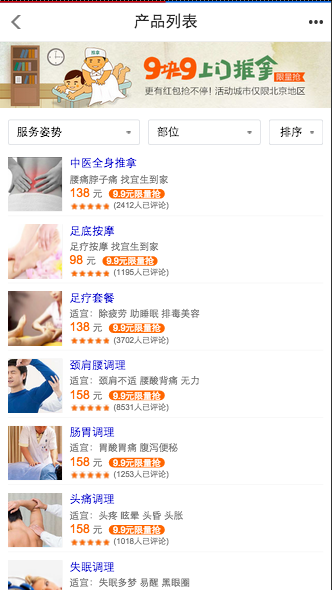 产品列表
推拿
9块9上门推拿 限量抢
更有红包抢不停! 活动城市仅限北京地区
服务姿势 部位 排序
中医全身推拿
腰痛脖子痛 找宜生到家
138 元 9.9元限量抢
(2412人已评论)
足底按摩
足疗按摩 找宜生到家
98 元 9.9元限量抢
(1195人已评论)
足疗套餐
适宜：除疲劳 助睡眠 排毒美容
138 元 9.9元限量抢
(3702人已评论)
颈肩腰调理
适宜：颈肩不适 腰酸背痛 无力
158 元 9.9元限量抢
(8531人已评论)
肠胃调理
适宜：胃酸胃痛 腹泻便秘
158 元 9.9元限量抢
(1253人已评论)
头痛调理
适宜：头疼 眩晕 头昏 头胀
158 元 9.9元限量抢
(1018人已评论)
失眠调理
适宜：失眠多梦 易醒 黑眼圈